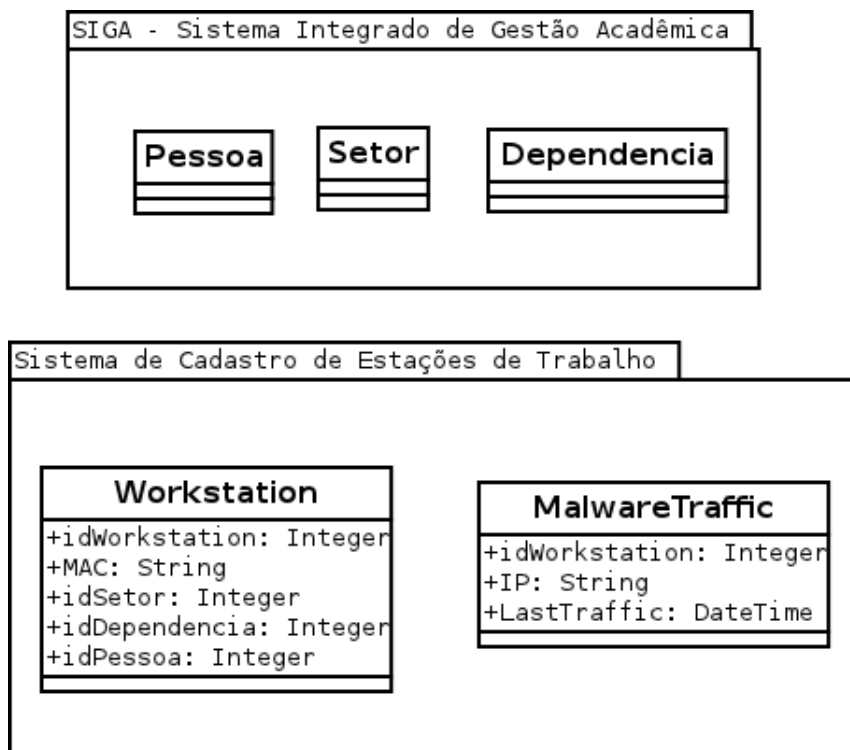 SIGA - Sistema Integrado de Gestão Acadêmica
Pessoa
Setor
Dependencia
Sistema de Cadastro de Estações de Trabalho
Workstation
+idWorkstation: Integer
+MAC: String
+idSetor: Integer
+idDependencia: Integer
+idPessoa: Integer
MalwareTraffic
+idWorkstation: Integer
+IP: String
+LastTraffic: DateTime